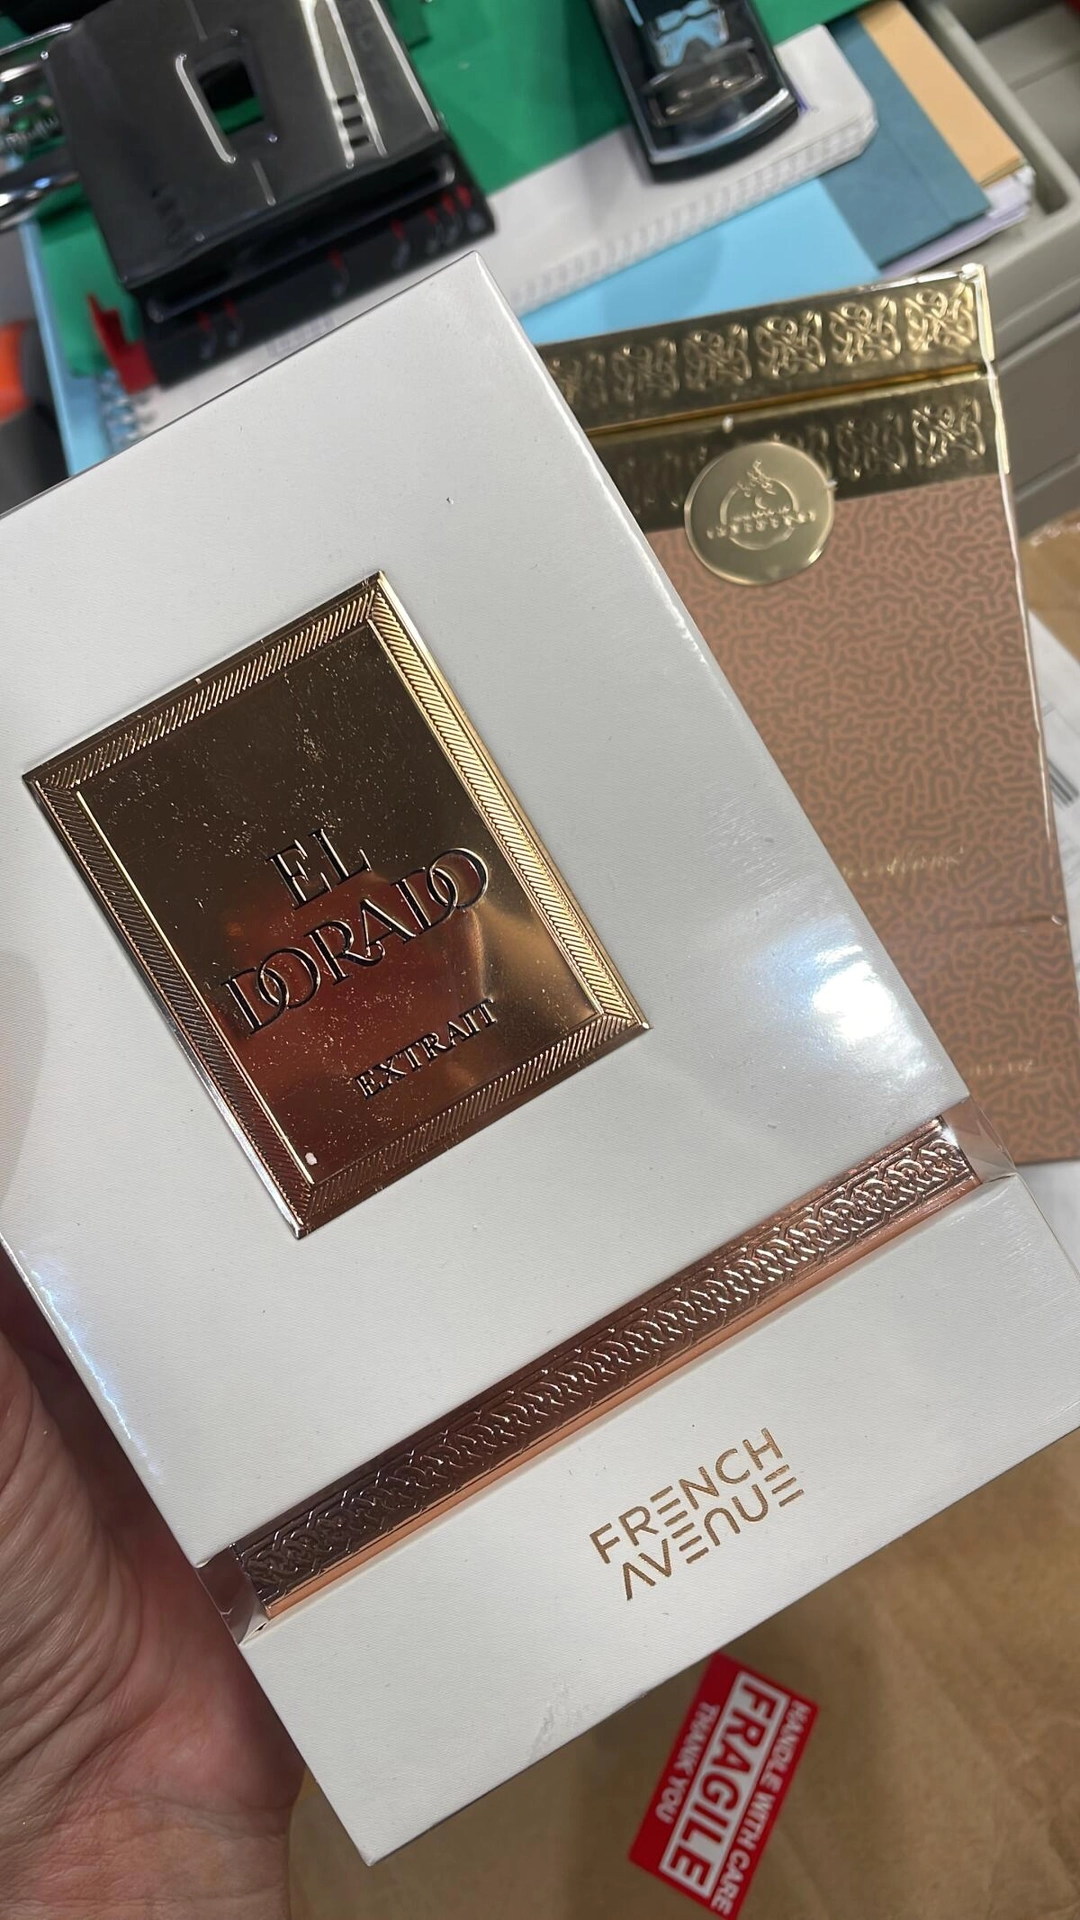 EL
DORADO
EXTRAIT
FRENCH
AVENUE
HANDLE WITH CARE
FRAGILE
THANK YOU